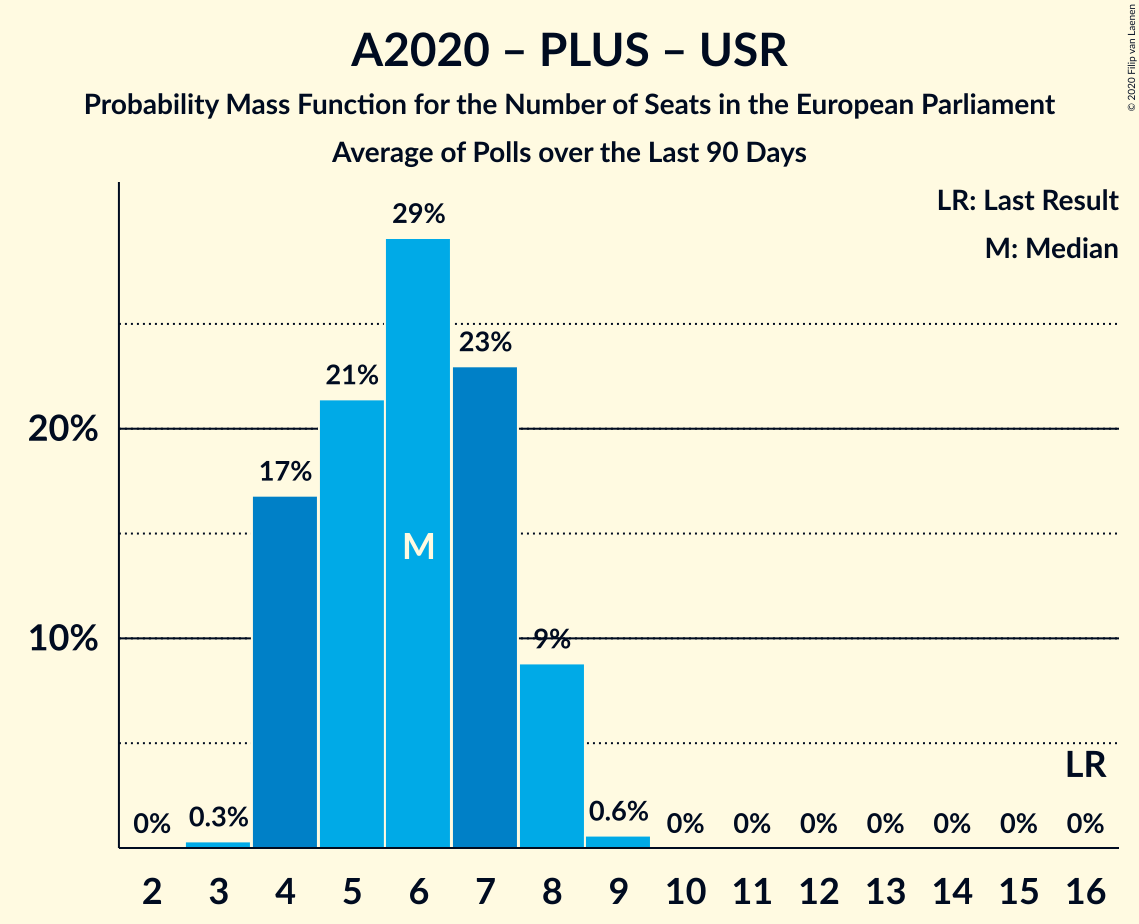 A2020 – PLUS – USR
Probability Mass Function for the Number of Seats in the European Parliament
Average of Polls over the Last 90 Days
© 2020 Filip van Laenen
LR: Last Result
M: Median
29%
23%
21%
20%
17%
M
10%
9%
LR
0% 0.3% 0.6% 0% 0% 0% 0% 0% 0% 0%
2 3 4 5 6 7 8 9 10 11 12 13 14 15 16